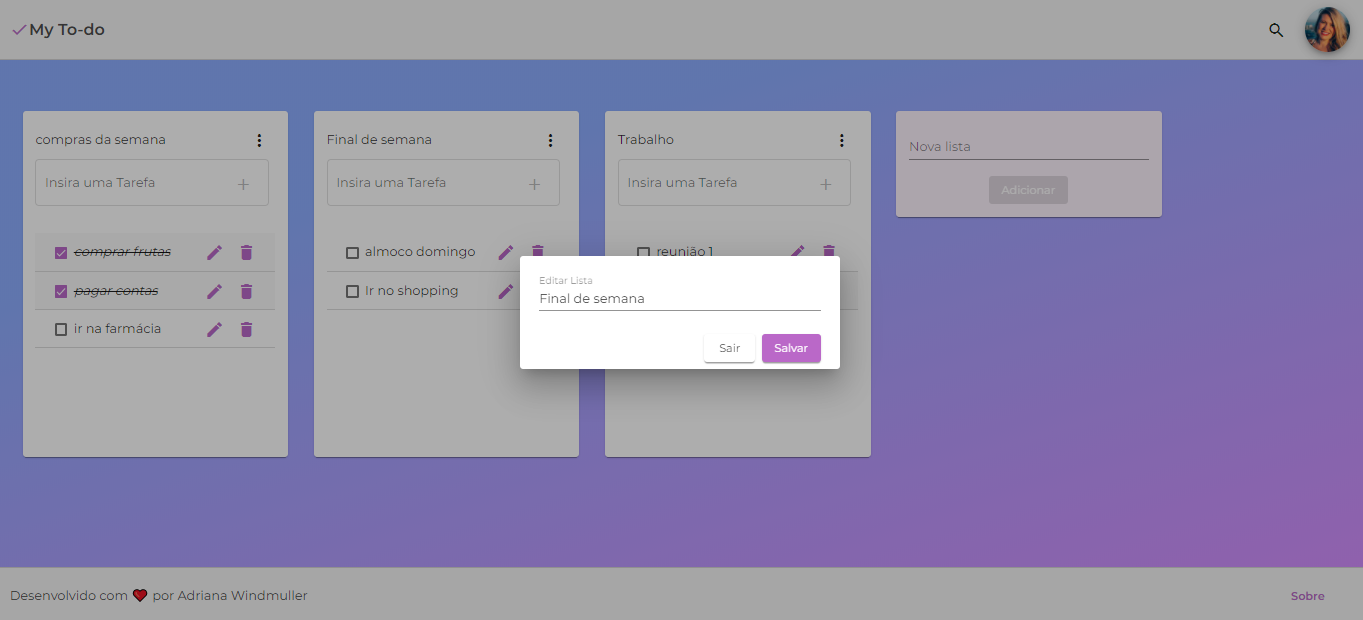 My To-do
compras da semana
Insira uma Tarefa
comprar frutas
pagar contas
ir na farmácia
Final de semana
Insira uma Tarefa
almoco domingo
Ir no shopping
Trabalho
Insira uma Tarefa
reunião 1
Nova lista
Adicionar
Editar Lista
Final de semana
Sair
Salvar
Desenvolvido com ❤ por Adriana Windmuller
Sobre